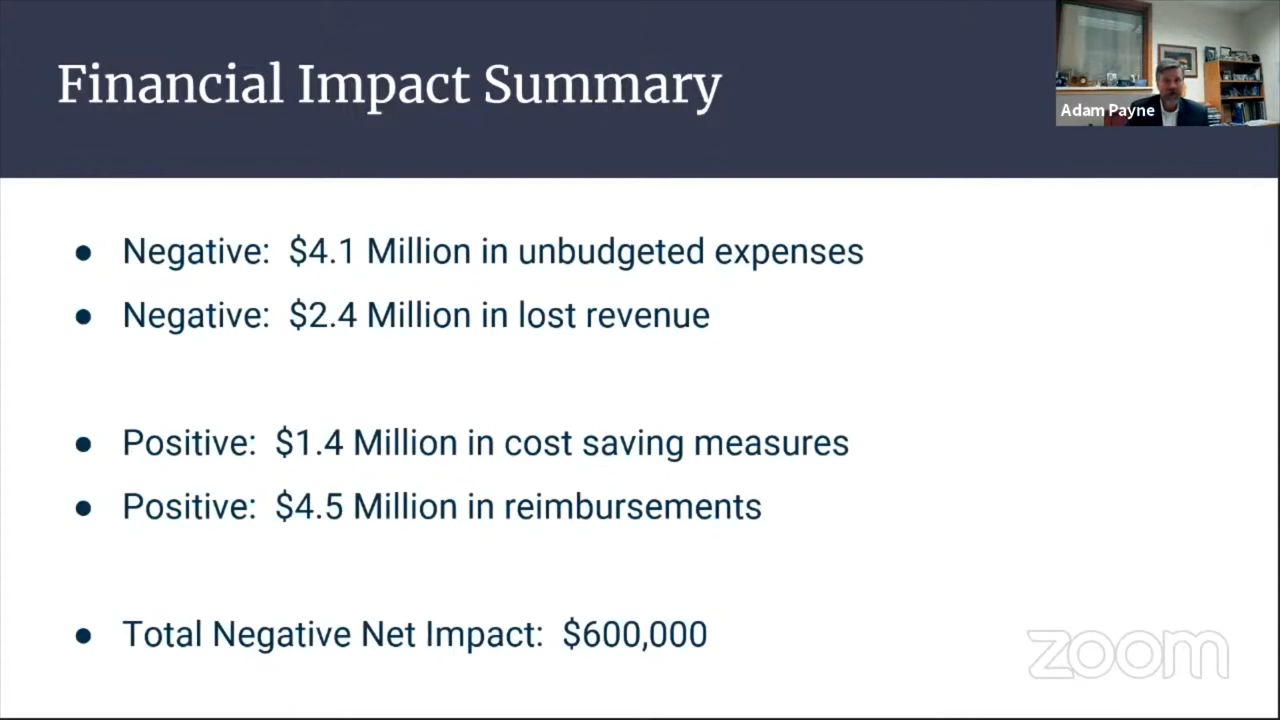 Financial Impact Summary
Adam Payne
● Negative: $4.1 Million in unbudgeted expenses
● Negative: $2.4 Million in lost revenue
● Positive: $1.4 Million in cost saving measures
● Positive: $4.5 Million in reimbursements
● Total Negative Net Impact: $600,000
zoom